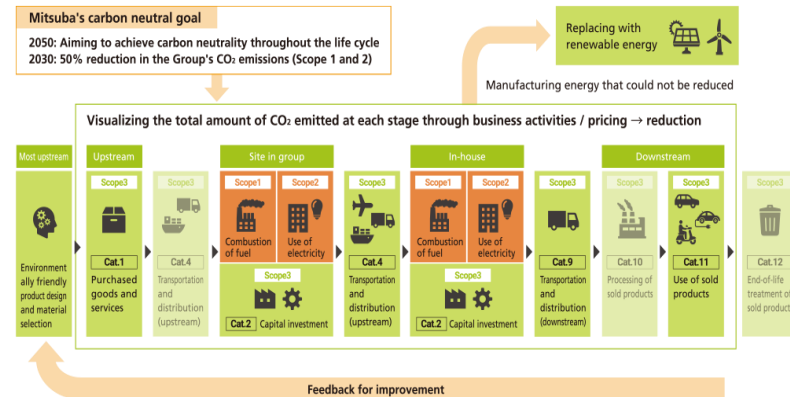 Mitsuba's carbon neutral goal
2050: Aiming to achieve carbon neutrality throughout the life cycle
2030: 50% reduction in the Group's CO₂ emissions (Scope 1 and 2)
Replacing with
renewable energy
Manufacturing energy that could not be reduced
Visualizing the total amount of CO₂ emitted at each stage through business activities / pricing → reduction
Most upstream
Environment
ally friendly
product design
and material
selection
Upstream
Scope3
Cat.1
Purchased
goods and
services
Scope3
Cat.4
Transportation
and
distribution
(upstream)
Site in group
Scope1
Combustion
of fuel
Scope2
Use of
electricity
Scope3
Cat.2 Capital investment
Scope3
Cat.4
Transportation
and
distribution
(upstream)
In-house
Scope1
Combustion
of fuel
Scope2
Use of
electricity
Scope3
Cat.2 Capital investment
Scope3
Cat.9
Transportation
and
distribution
(downstream)
Downstream
Scope3
Cat.10
Processing of
sold products
Scope3
Cat.11
Use of sold
products
Scope3
Cat.12
End-of-life
treatment of
sold product
Feedback for improvement